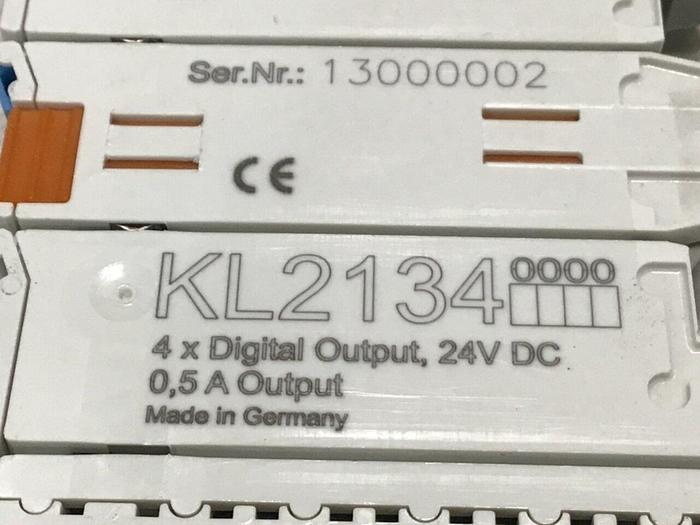 Ser.Nr.: 13000002
CE
KL2134 0000
4 x Digital Output, 24V DC
0,5 A Output
Made in Germany